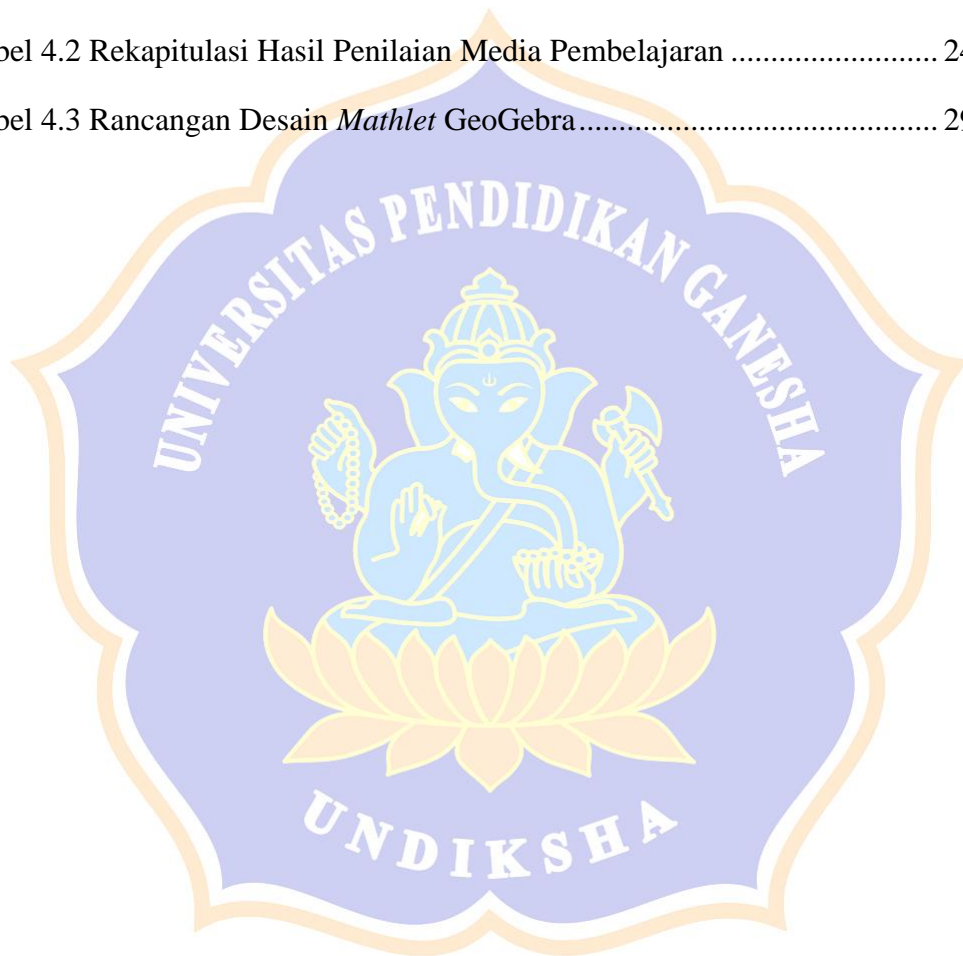 bel 4.2 Rekapitulasi Hasil Penilaian Media Pembelajaran .......................... 24
bel 4.3 Rancangan Desain Mathlet GeoGebra ............................................. 29
UNIVERSITAS PENDIDIKAN GANESHA
UNDIKSHA